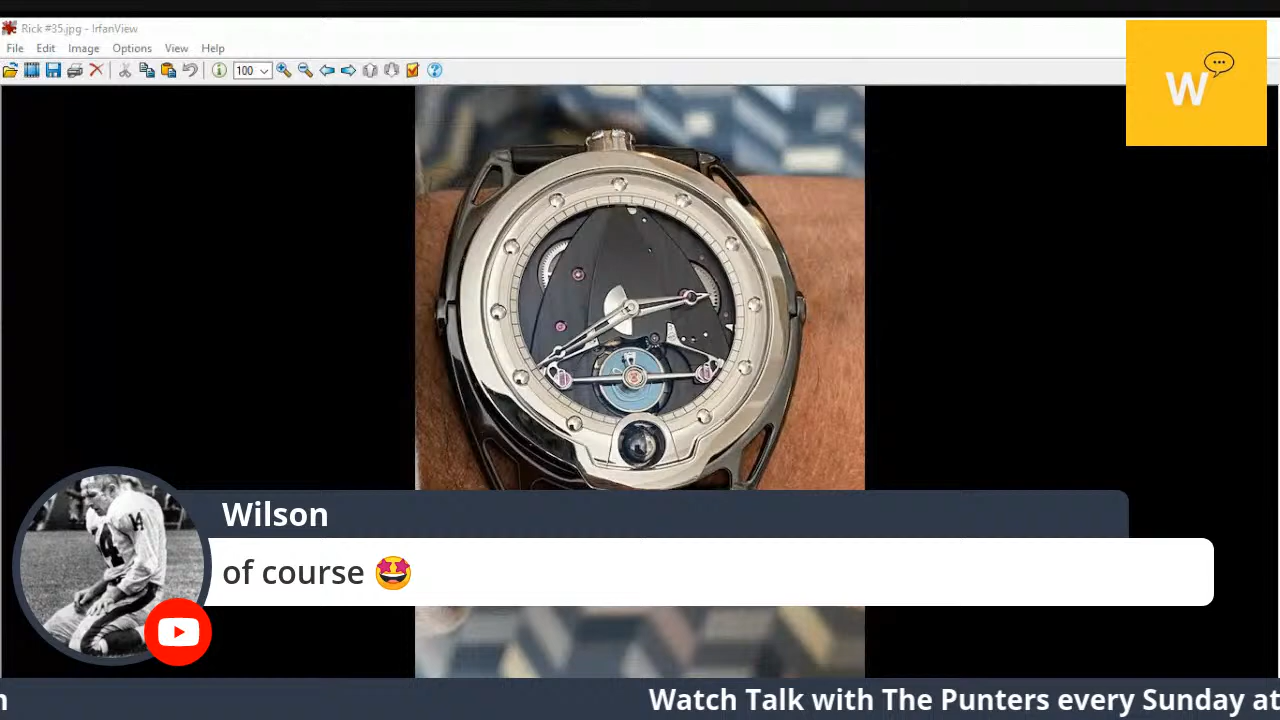 Rick #35.jpg - IrfanView
File Edit Image Options View Help
100
W
Wilson
of course 🤩
14
n
Watch Talk with The Punters every Sunday at